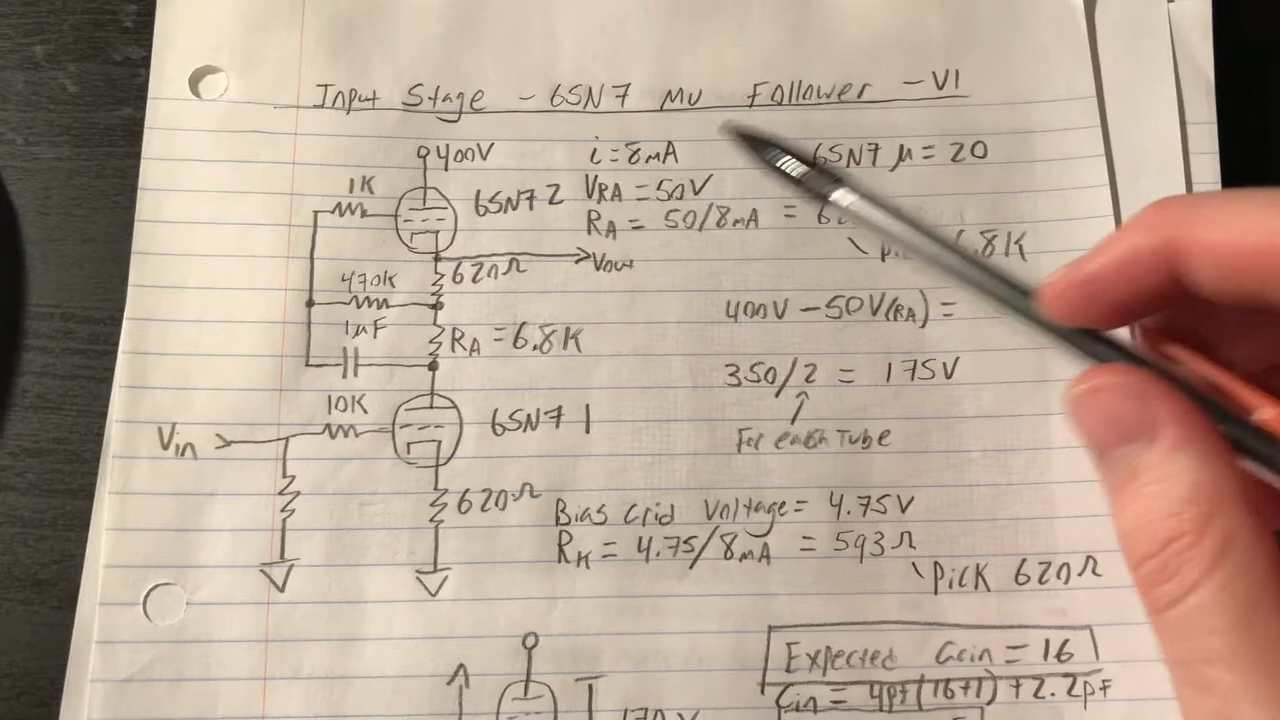 Input Stage - 6SN7 MU Follower - V1
400V
i = 8mA
6SN7 μ = 20
1K
6SN7 2
VRA = 50V
RA = 50/8mA =
6.8K
620Ω
Vout
470K
400V - 50V(RA) =
1μF
RA = 6.8K
350/2 = 175V
10K
6SN7 1
For each Tube
Vin
620Ω
Bias Grid Voltage = 4.75V
RK = 4.75/8mA = 593Ω
Pick 620Ω
Expected Gain = 16
Cin = 4pf(16+1) + 2.2pF